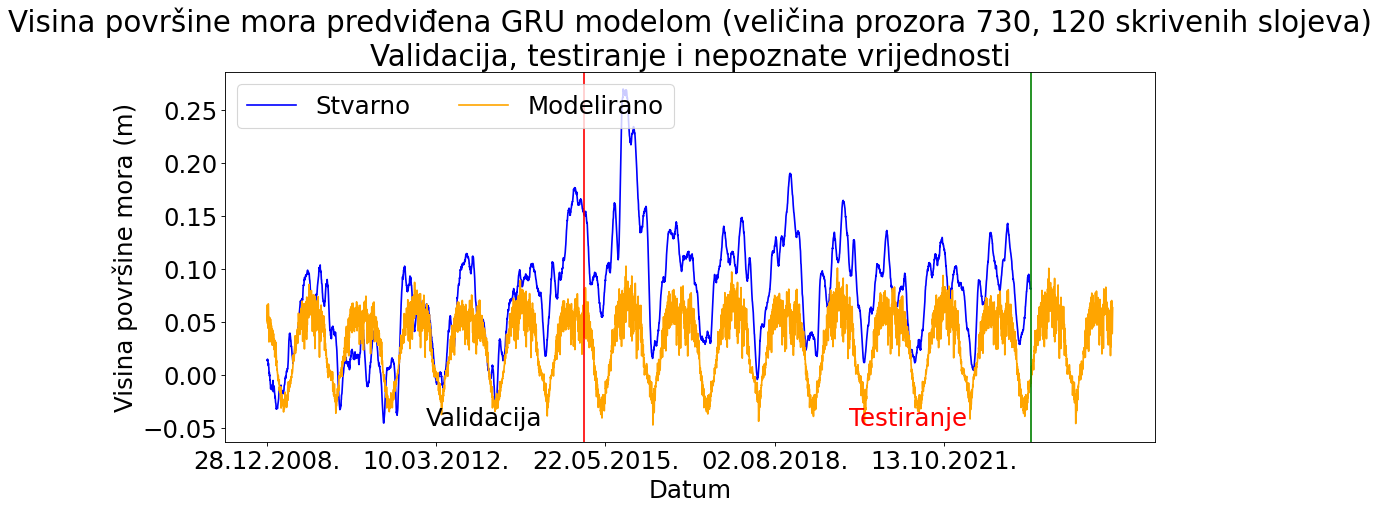 Visina površine mora predviđena GRU modelom (veličina prozora 730, 120 skrivenih slojeva)
Validacija, testiranje i nepoznate vrijednosti
Stvarno
Modelirano
Visina površine mora (m)
0.25
0.20
0.15
0.10
0.05
0.00
−0.05
Validacija
Testiranje
28.12.2008.
10.03.2012.
22.05.2015.
02.08.2018.
13.10.2021.
Datum